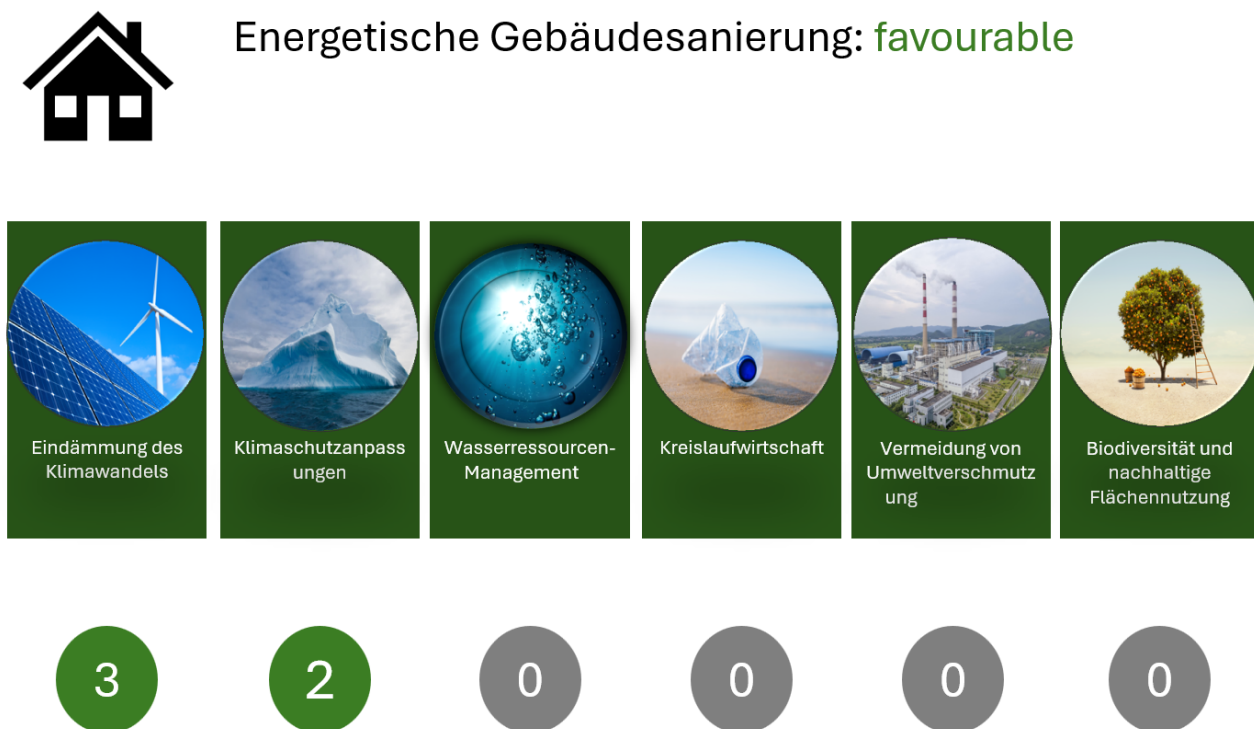 Energetische Gebäudesanierung: favourable
Eindämmung des
Klimawandels
Klimaschutzanpass
ungen
Wasserressourcen-
Management
Kreislaufwirtschaft
Vermeidung von
Umweltverschmutz
ung
Biodiversität und
nachhaltige
Flächennutzung
3
2
0
0
0
0